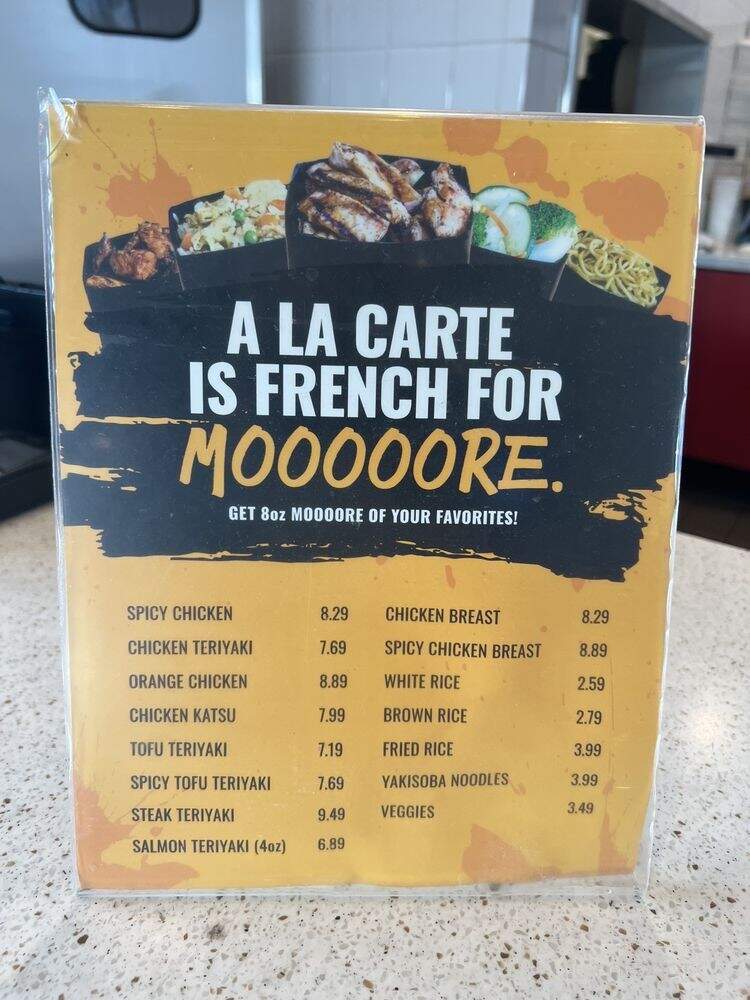 A LA CARTE
IS FRENCH FOR
MOOOOORE.
GET 8oz MOOOORE OF YOUR FAVORITES!
SPICY CHICKEN 8.29
CHICKEN TERIYAKI 7.69
ORANGE CHICKEN 8.89
CHICKEN KATSU 7.99
TOFU TERIYAKI 7.19
SPICY TOFU TERIYAKI 7.69
STEAK TERIYAKI 9.49
SALMON TERIYAKI (4oz) 6.89
CHICKEN BREAST 8.29
SPICY CHICKEN BREAST 8.89
WHITE RICE 2.59
BROWN RICE 2.79
FRIED RICE 3.99
YAKISOBA NOODLES 3.99
VEGGIES 3.49